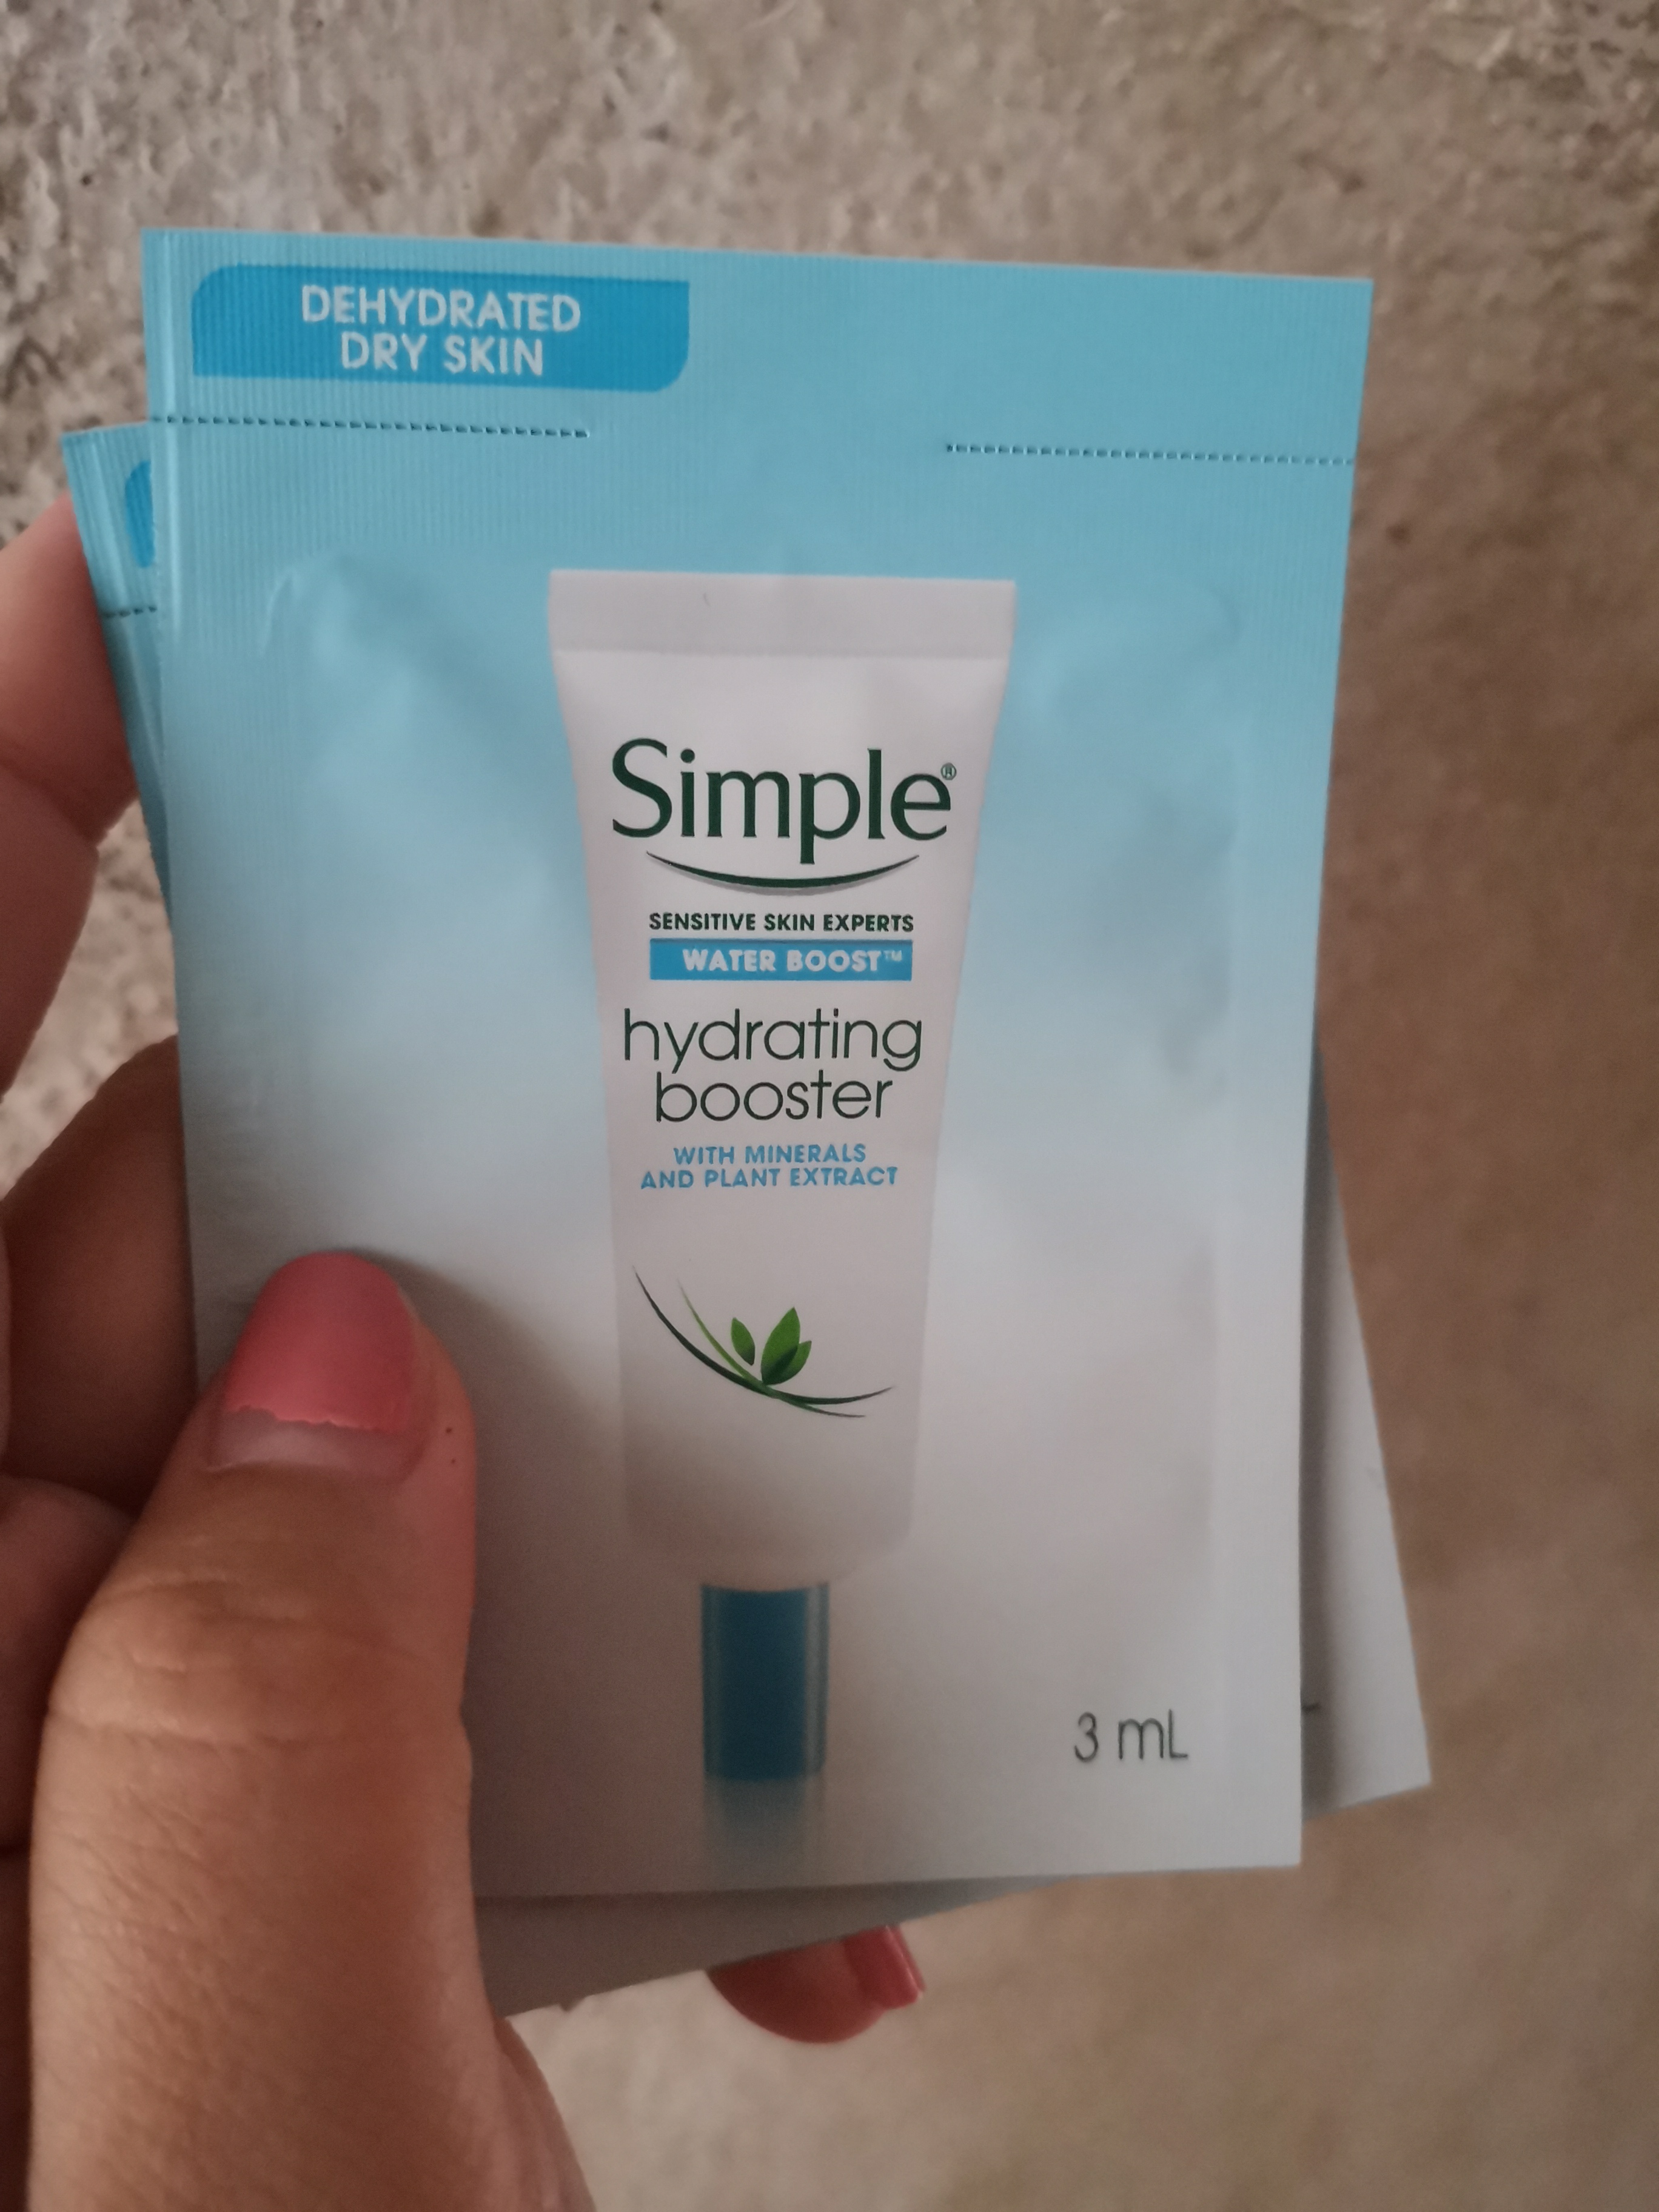 DEHYDRATED
DRY SKIN
Simple®
SENSITIVE SKIN EXPERTS
WATER BOOST™
hydrating
booster
WITH MINERALS
AND PLANT EXTRACT
3 mL